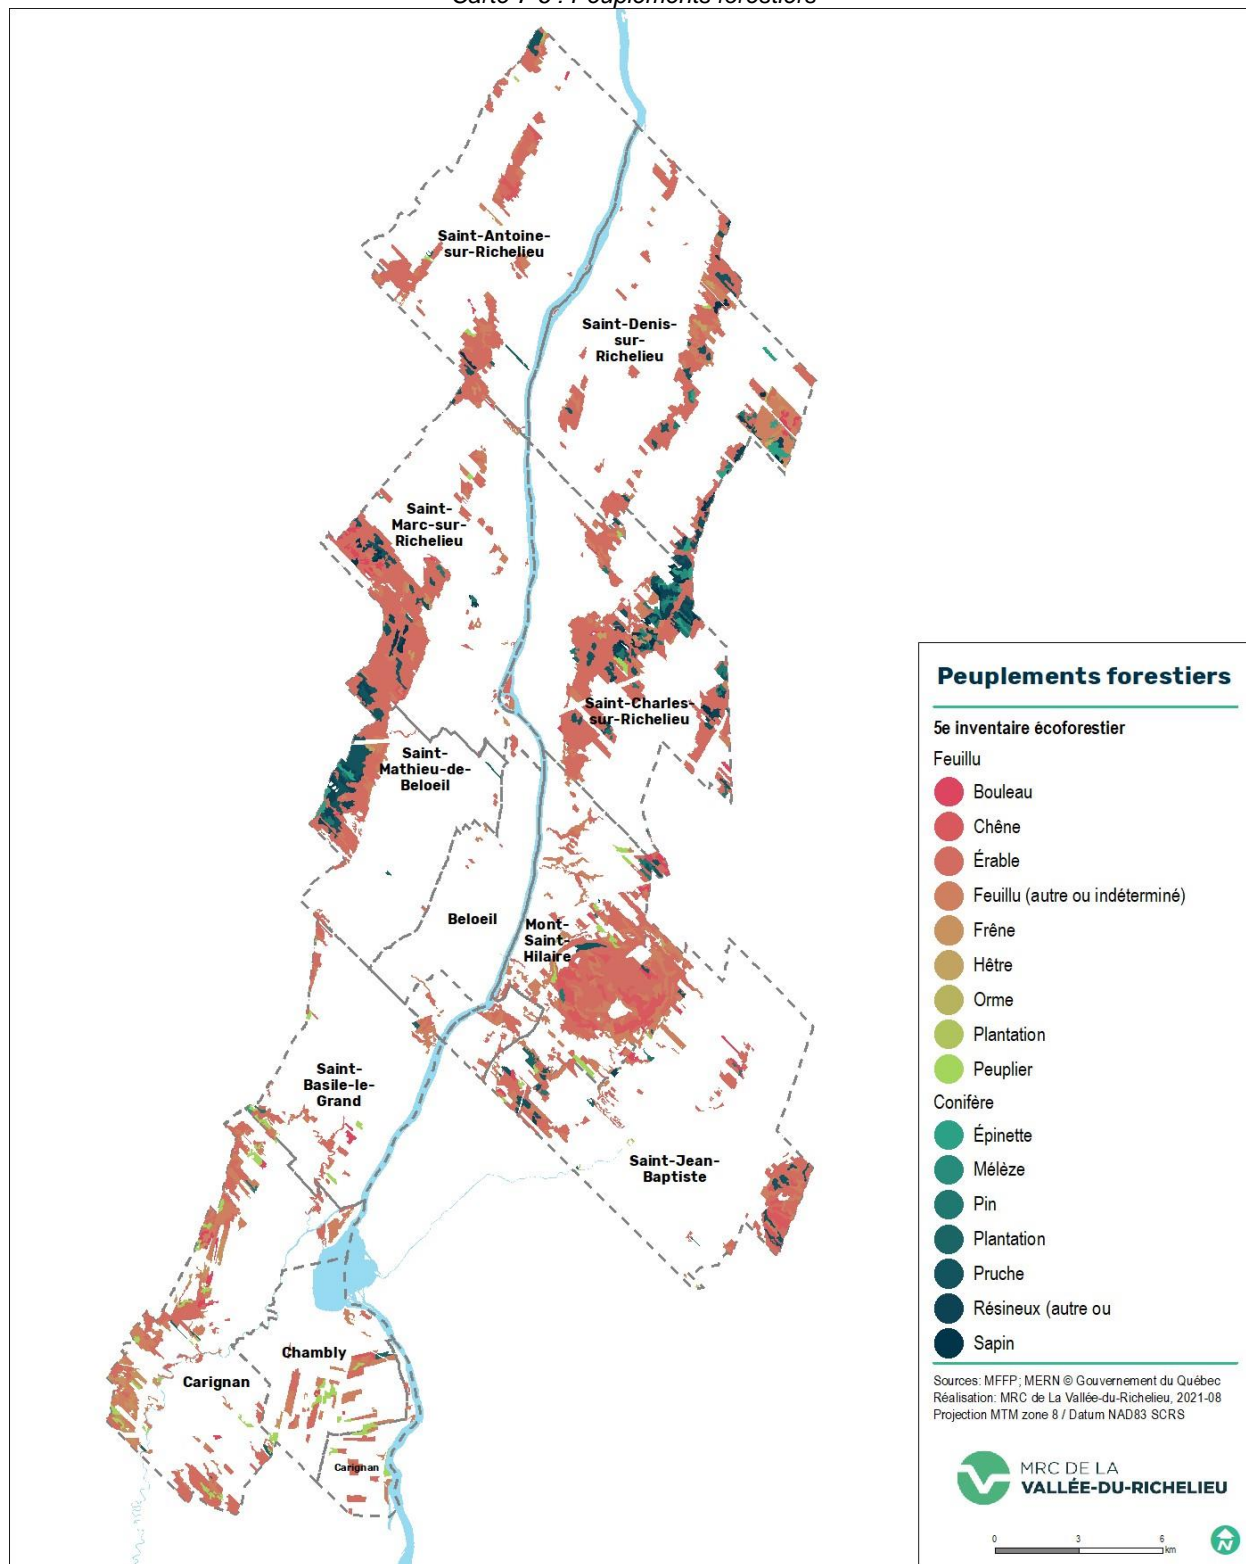 Saint-Antoine-
sur-Richelieu
Saint-Denis-
sur-
Richelieu
Saint-
Marc-sur-
Richelieu
Saint-Charles-
sur-Richelieu
Saint-
Mathieu-de-
Beloeil
Beloeil
Mont-
Saint-
Hilaire
Saint-
Basile-le-
Grand
Saint-Jean-
Baptiste
Chambly
Carignan
Carignan
Peuplements forestiers
5e inventaire écoforestier
Feuillu
Bouleau
Chêne
Érable
Feuillu (autre ou indéterminé)
Frêne
Hêtre
Orme
Plantation
Peuplier
Conifère
Épinette
Mélèze
Pin
Plantation
Pruche
Résineux (autre ou
Sapin
Sources: MFFP; MERN © Gouvernement du Québec
Réalisation: MRC de La Vallée-du-Richelieu, 2021-08
Projection MTM zone 8 / Datum NAD83 SCRS
MRC DE LA
VALLÉE-DU-RICHELIEU
0 3 6
km
N